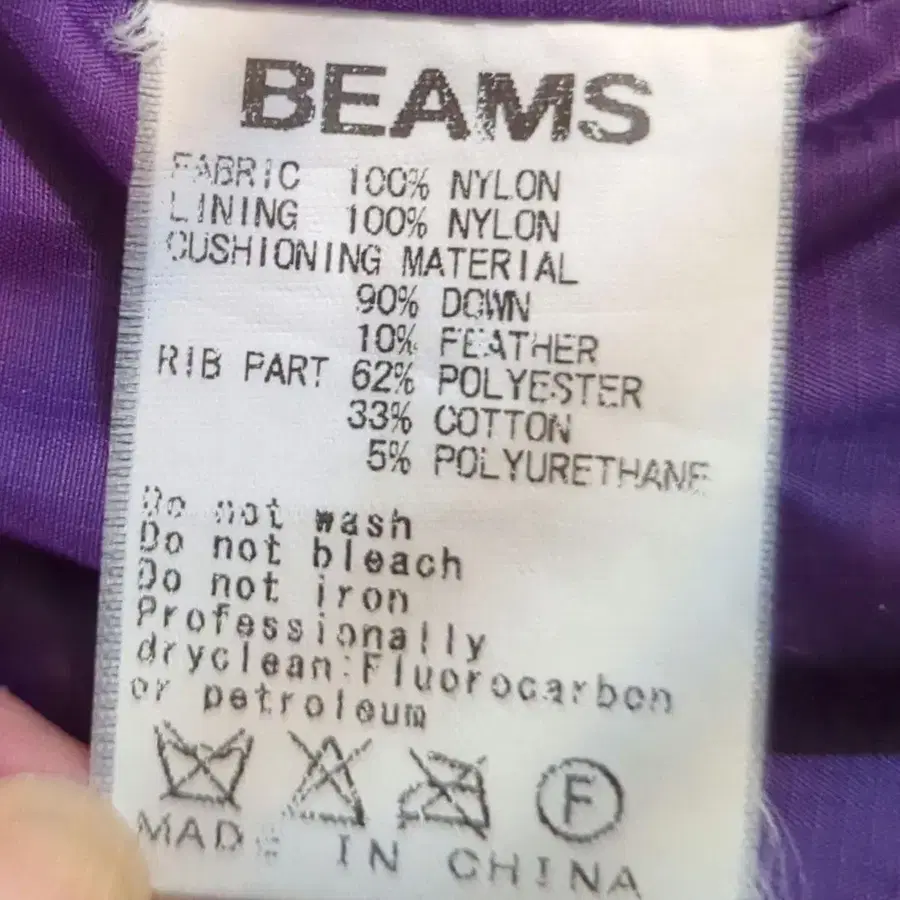 BEAMS
FABRIC 100% NYLON
LINING 100% NYLON
CUSHIONING MATERIAL
90% DOWN
10% FEATHER
RIB PART 62% POLYESTER
33% COTTON
5% POLYURETHANE
Do not wash
Do not bleach
Do not iron
Professionally
dryclean:Fluorocarbon
or petroleum
F
MADE IN CHINA